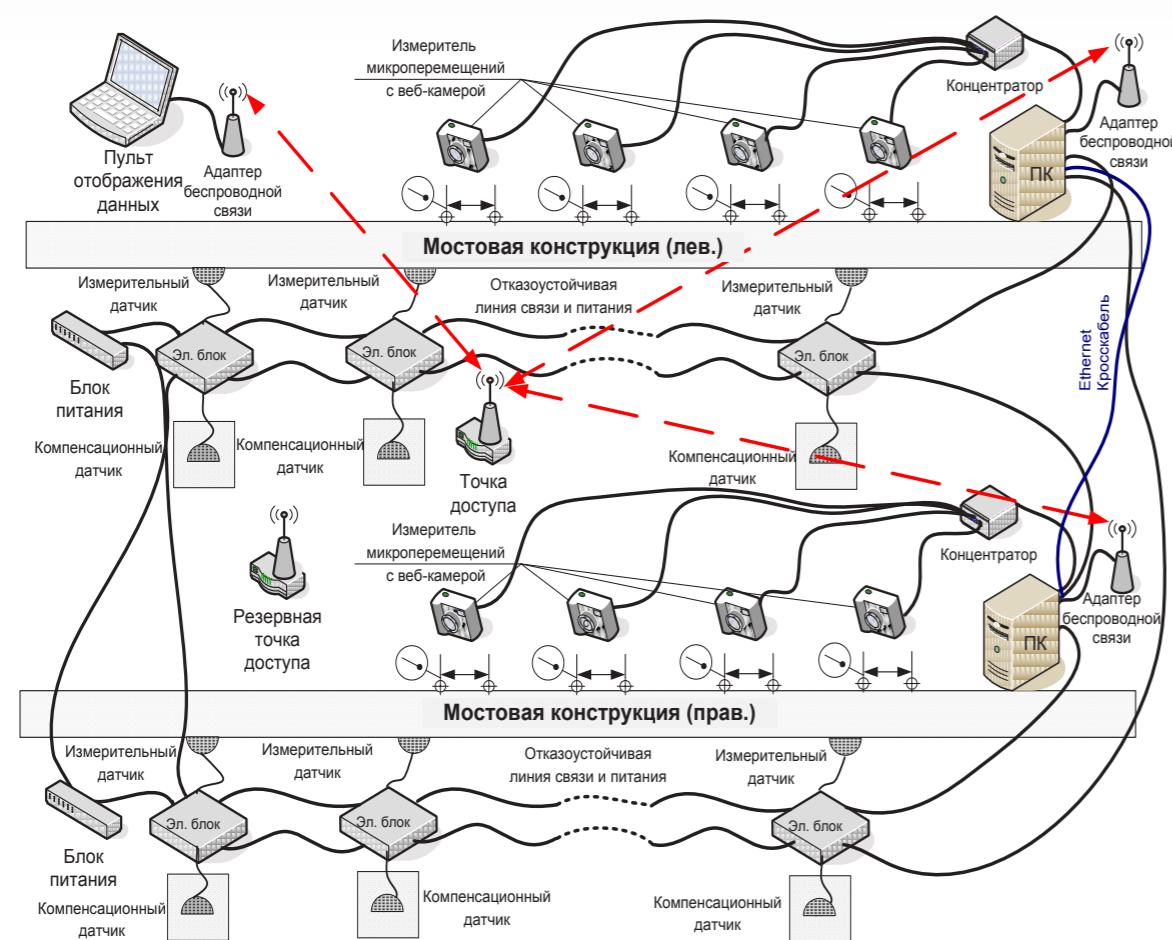 Измеритель
микроперемещений
с веб-камерой
Концентратор
Пульт
отображения
данных
Адаптер
беспроводной
связи
ПК
Адаптер
беспроводной
связи
Мостовая конструкция (лев.)
Измерительный
датчик
Измерительный
датчик
Отказоустойчивая
линия связи и питания
Измерительный
датчик
Эл. блок
Эл. блок
Эл. блок
Ethernet
Кросскабель
Блок
питания
Компенсационный
датчик
Компенсационный
датчик
Точка
доступа
Компенсационный
датчик
Измеритель
микроперемещений
с веб-камерой
Концентратор
Резервная
точка
доступа
ПК
Адаптер
беспроводной
связи
Мостовая конструкция (прав.)
Измерительный
датчик
Измерительный
датчик
Отказоустойчивая
линия связи и питания
Измерительный
датчик
Эл. блок
Эл. блок
Эл. блок
Блок
питания
Компенсационный
датчик
Компенсационный
датчик
Компенсационный
датчик